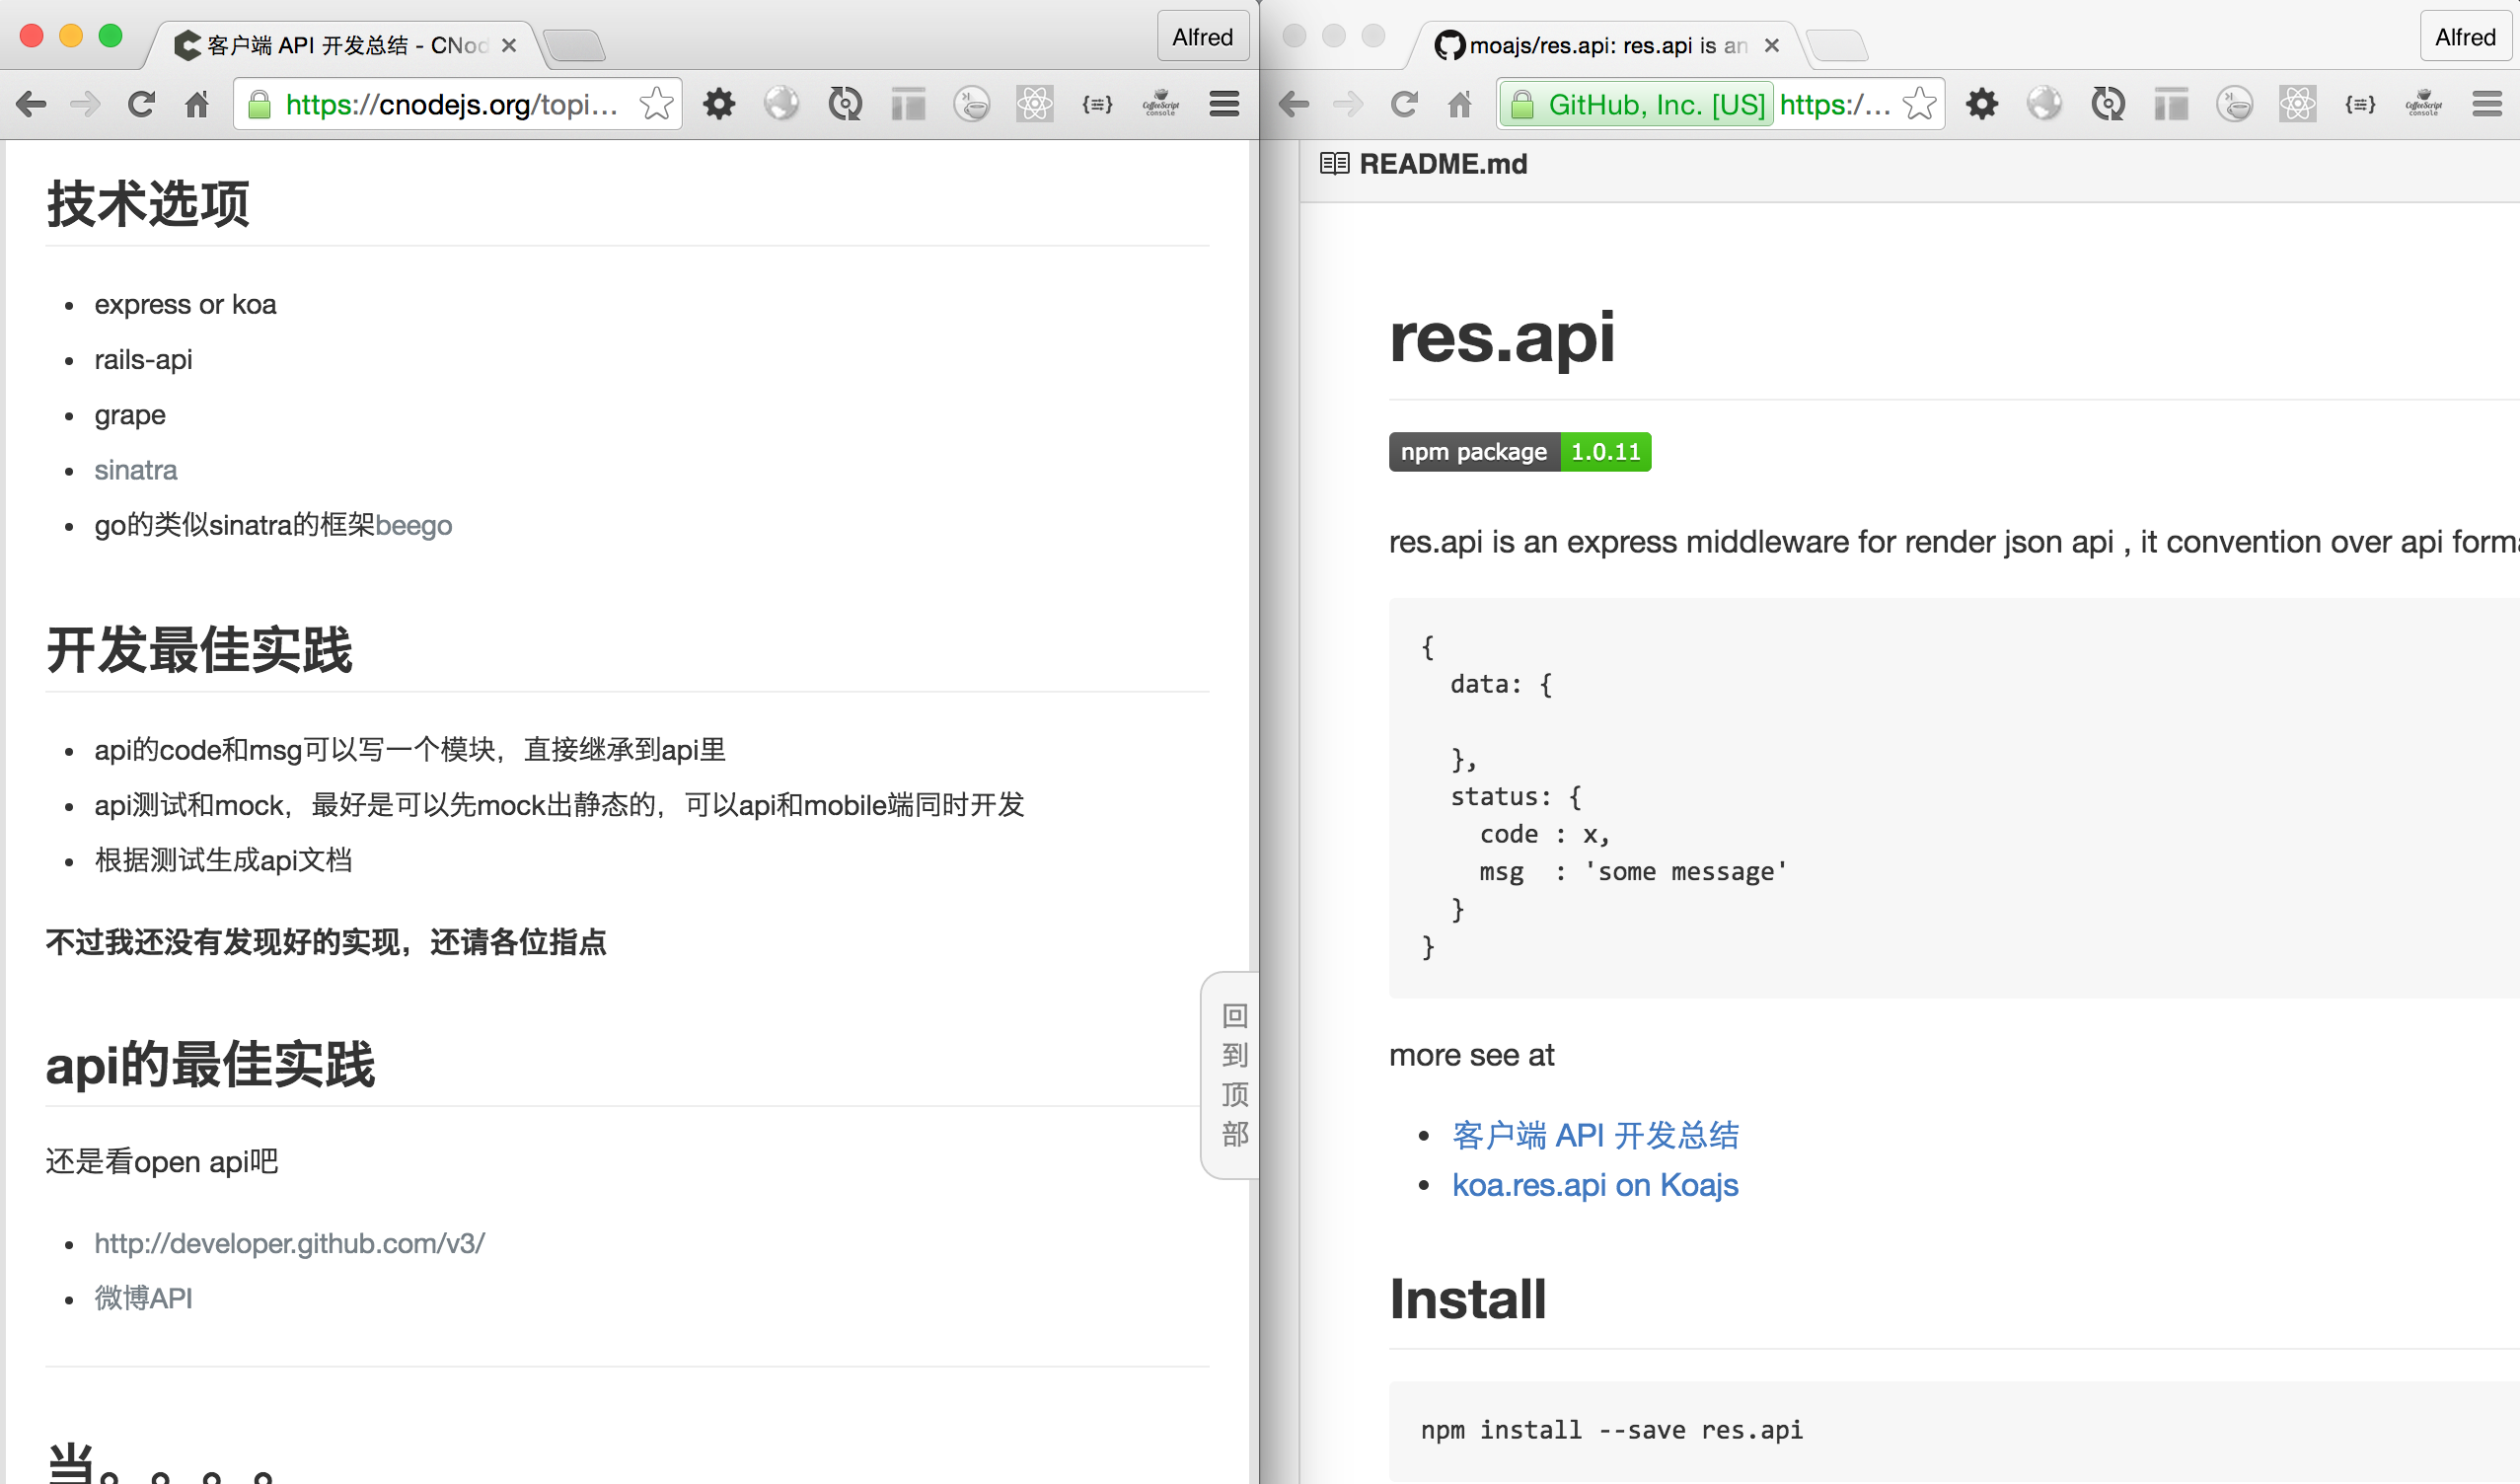 客户端 API 开发总结 - CNod
Alfred
https://cnodejs.org/topi...
技术选项
express or koa
rails-api
grape
sinatra
go的类似sinatra的框架beego
开发最佳实践
api的code和msg可以写一个模块，直接继承到api里
api测试和mock，最好是可以先mock出静态的，可以api和mobile端同时开发
根据测试生成api文档
不过我还没有发现好的实现，还请各位指点
api的最佳实践
还是看open api吧
http://developer.github.com/v3/
微博API
当。。。。
回
到
顶
部
moajs/res.api: res.api is an
Alfred
GitHub, Inc. [US] https:/...
CoffeeScript
console
README.md
res.api
npm package 1.0.11
res.api is an express middleware for render json api , it convention over api forma
{
data: {
},
status: {
code : x,
msg : 'some message'
}
}
more see at
客户端 API 开发总结
koa.res.api on Koajs
Install
npm install --save res.api